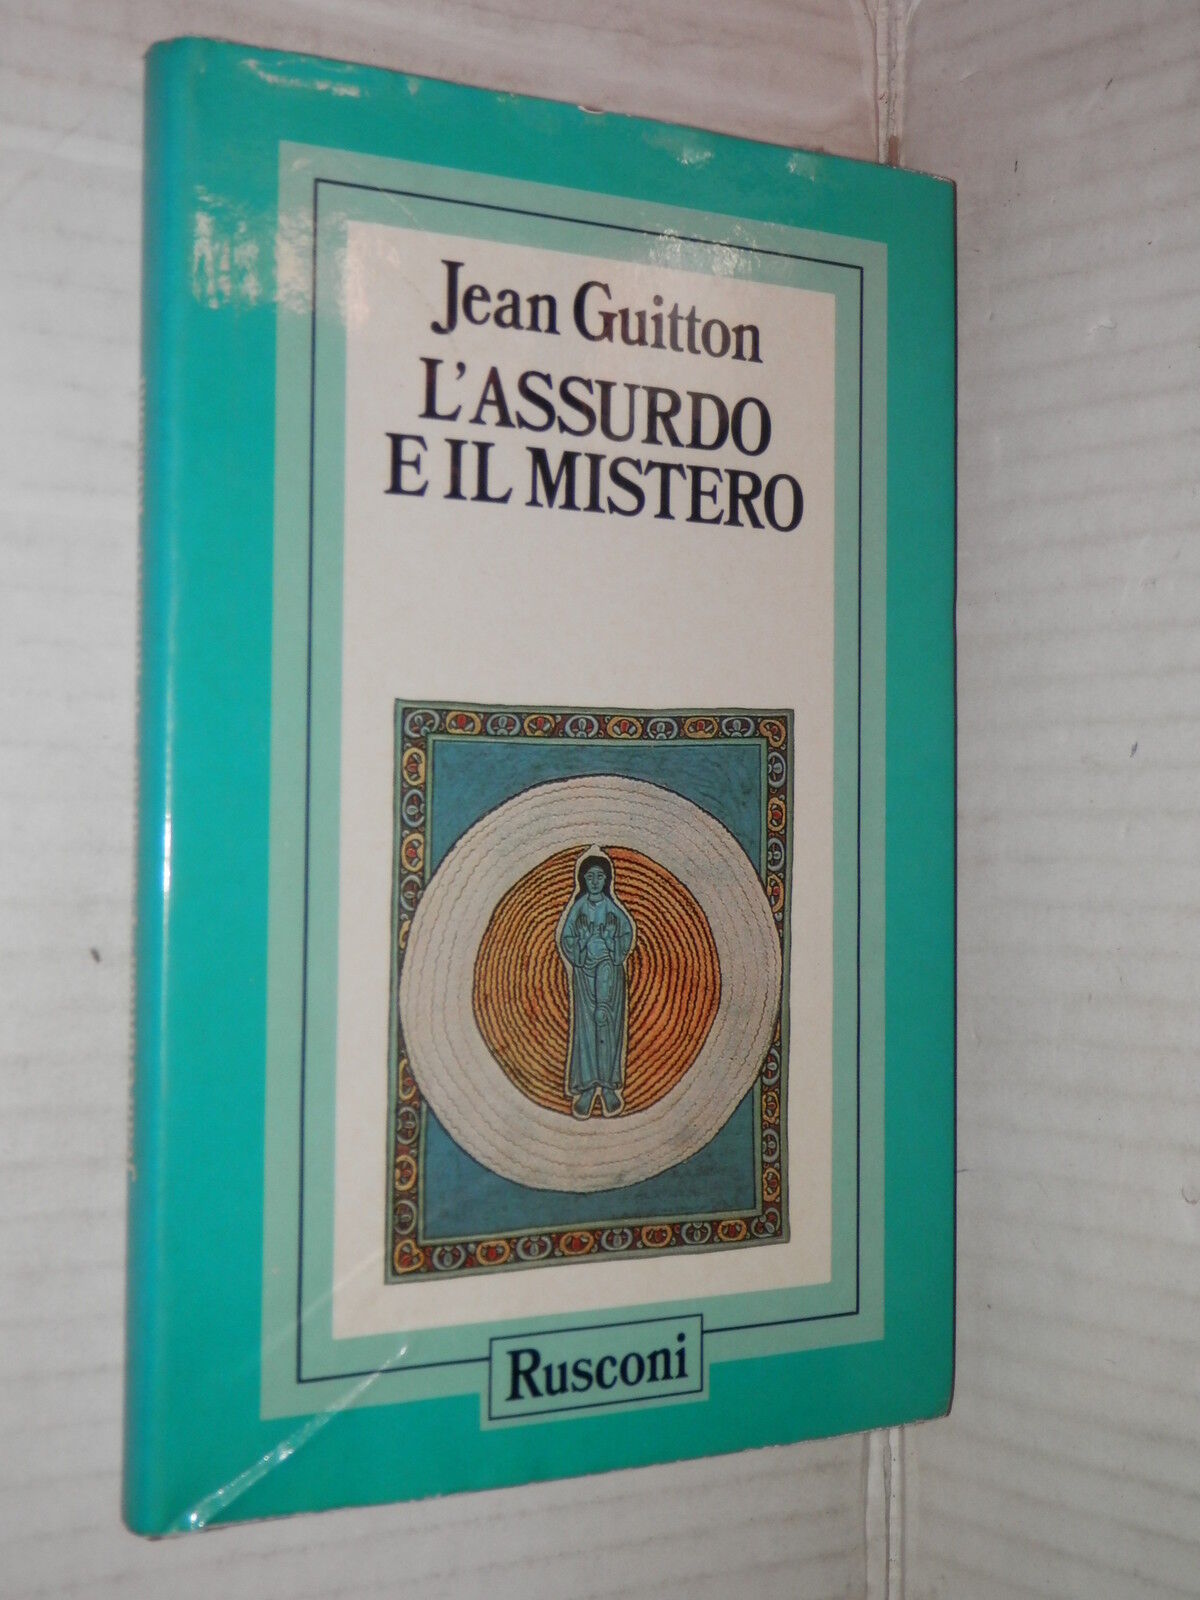 Jean Guitton
L'ASSURDO
E IL MISTERO
Rusconi